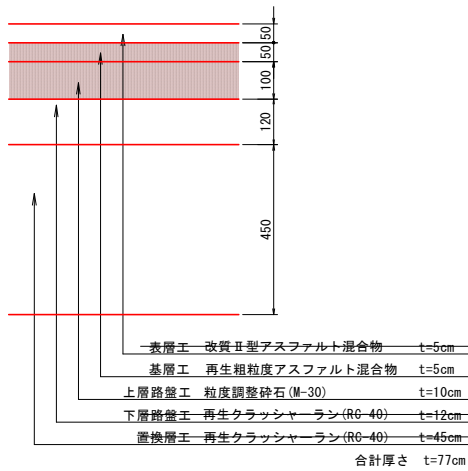 50
50
100
120
450
表層工 改質Ⅱ型アスファルト混合物 t=5cm
基層工 再生粗粒度アスファルト混合物 t=5cm
上層路盤工 粒度調整砕石(M-30) t=10cm
下層路盤工 再生クラッシャーラン(RC-40) t=12cm
置換層工 再生クラッシャーラン(RC-40) t=45cm
合計厚さ t=77cm